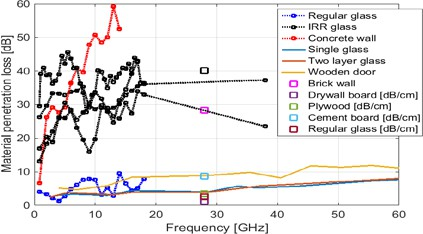 60
50
40
30
20
10
0
0
10
20
30
40
50
60
Material penetration loss [dB]
Frequency [GHz]
Regular glass
IRR glass
Concrete wall
Single glass
Two layer glass
Wooden door
Brick wall
Drywall board [dB/cm]
Plywood [dB/cm]
Cement board [dB/cm]
Regular glass [dB/cm]